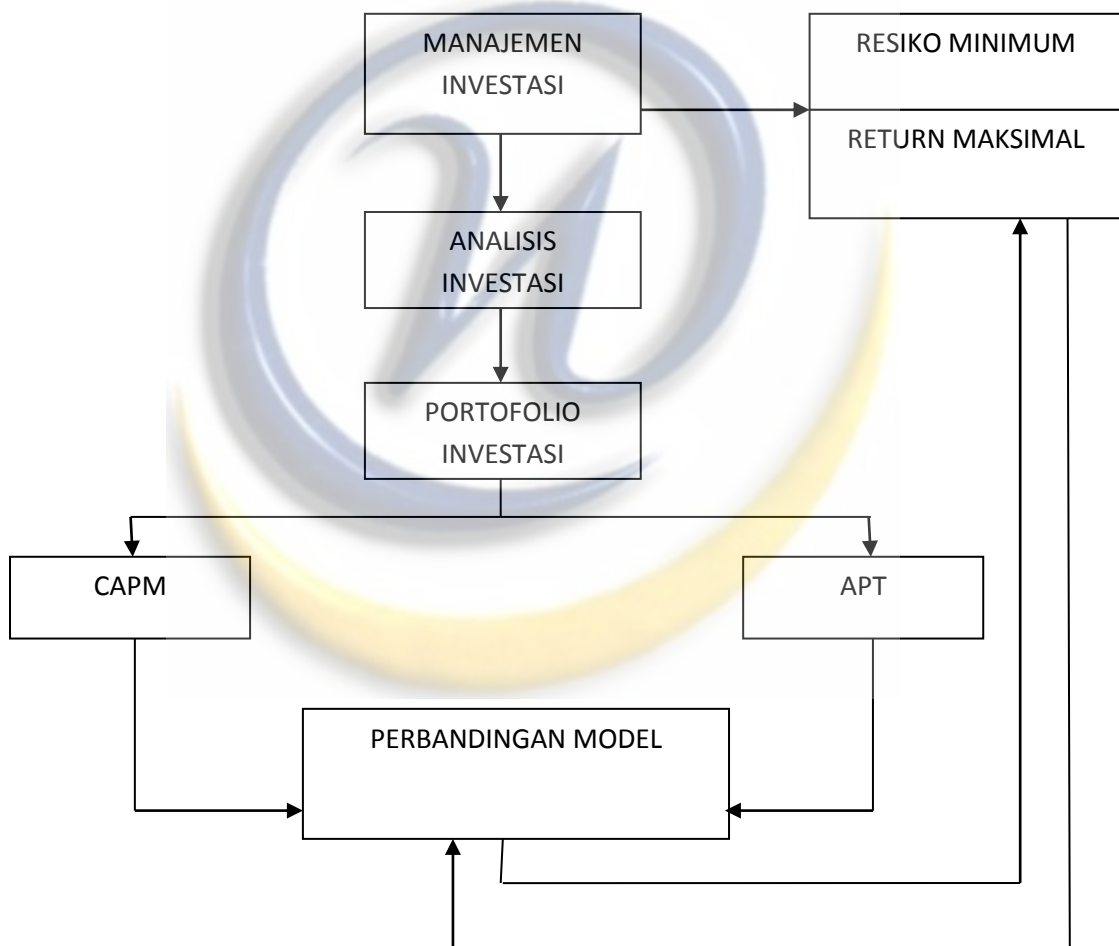 MANAJEMEN
INVESTASI
RESIKO MINIMUM
RETURN MAKSIMAL
ANALISIS
INVESTASI
PORTOFOLIO
INVESTASI
CAPM
APT
PERBANDINGAN MODEL